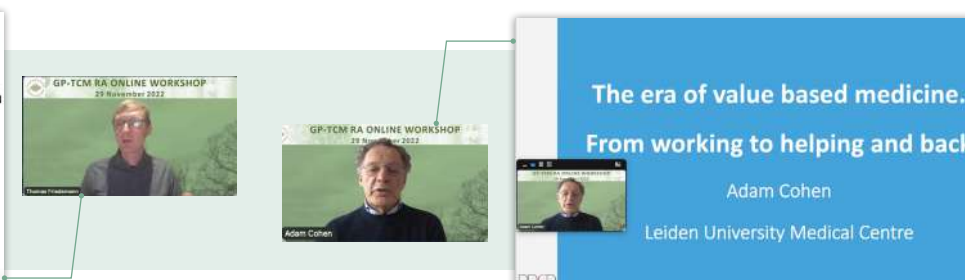 GP-TCM RA ONLINE WORKSHOP
29 November 2022
Thomas Friedemann
GP-TCM RA ONLINE WORKSHOP
29 November 2022
Adam Cohen
The era of value based medicine.
From working to helping and back
Adam Cohen
Leiden University Medical Centre